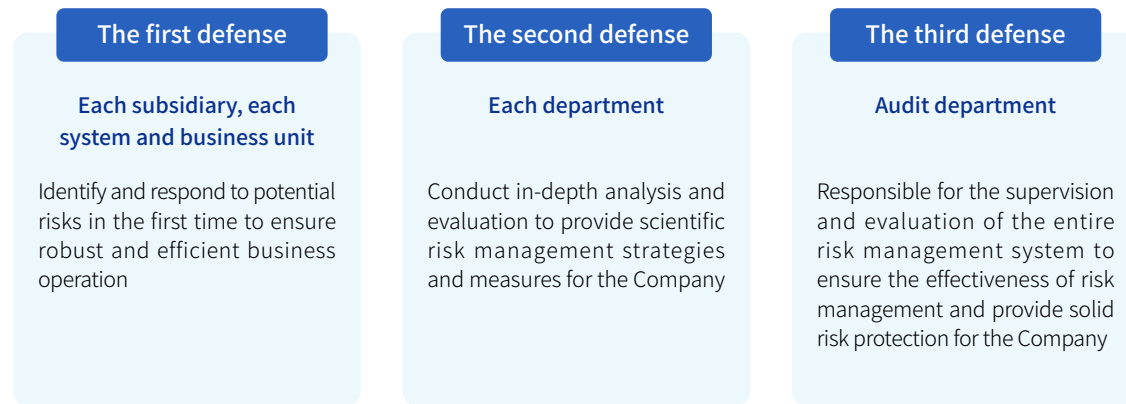 The first defense
Each subsidiary, each
system and business unit
Identify and respond to potential
risks in the first time to ensure
robust and efficient business
operation
The second defense
Each department
Conduct in-depth analysis and
evaluation to provide scientific
risk management strategies
and measures for the Company
The third defense
Audit department
Responsible for the supervision
and evaluation of the entire
risk management system to
ensure the effectiveness of risk
management and provide solid
risk protection for the Company